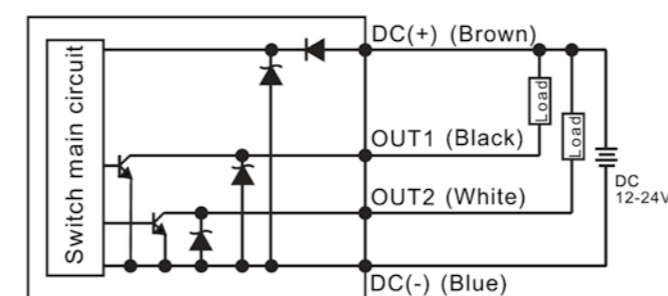 Switch main circuit
DC(+) (Brown)
Load
Load
OUT1 (Black)
DC
12-24V
OUT2 (White)
DC(-) (Blue)